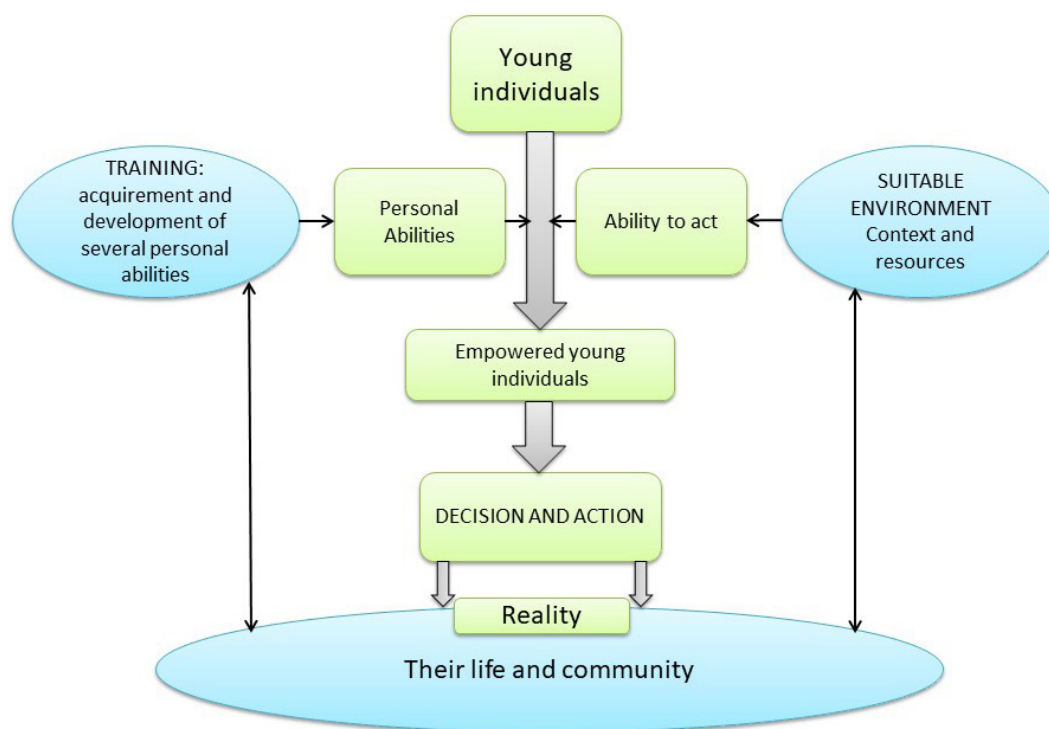 Young
individuals
TRAINING:
acquirement and
development of
several personal
abilities
Personal
Abilities
Ability to act
SUITABLE
ENVIRONMENT
Context and
resources
Empowered young
individuals
DECISION AND ACTION
Reality
Their life and community